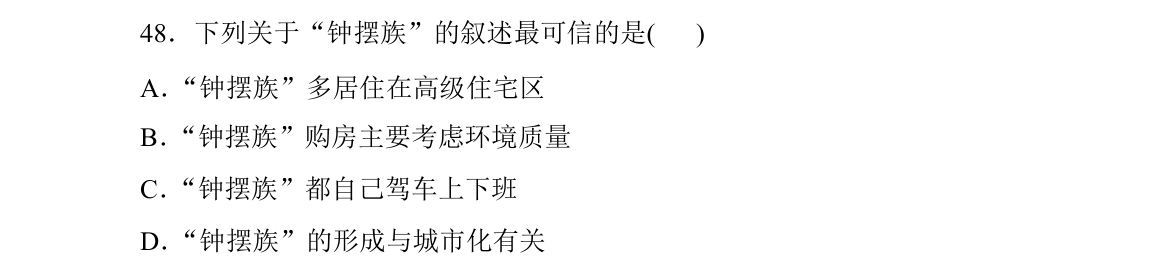 48．下列关于“钟摆族”的叙述最可信的是(　　)
A．“钟摆族”多居住在高级住宅区
B．“钟摆族”购房主要考虑环境质量
C．“钟摆族”都自己驾车上下班
D．“钟摆族”的形成与城市化有关